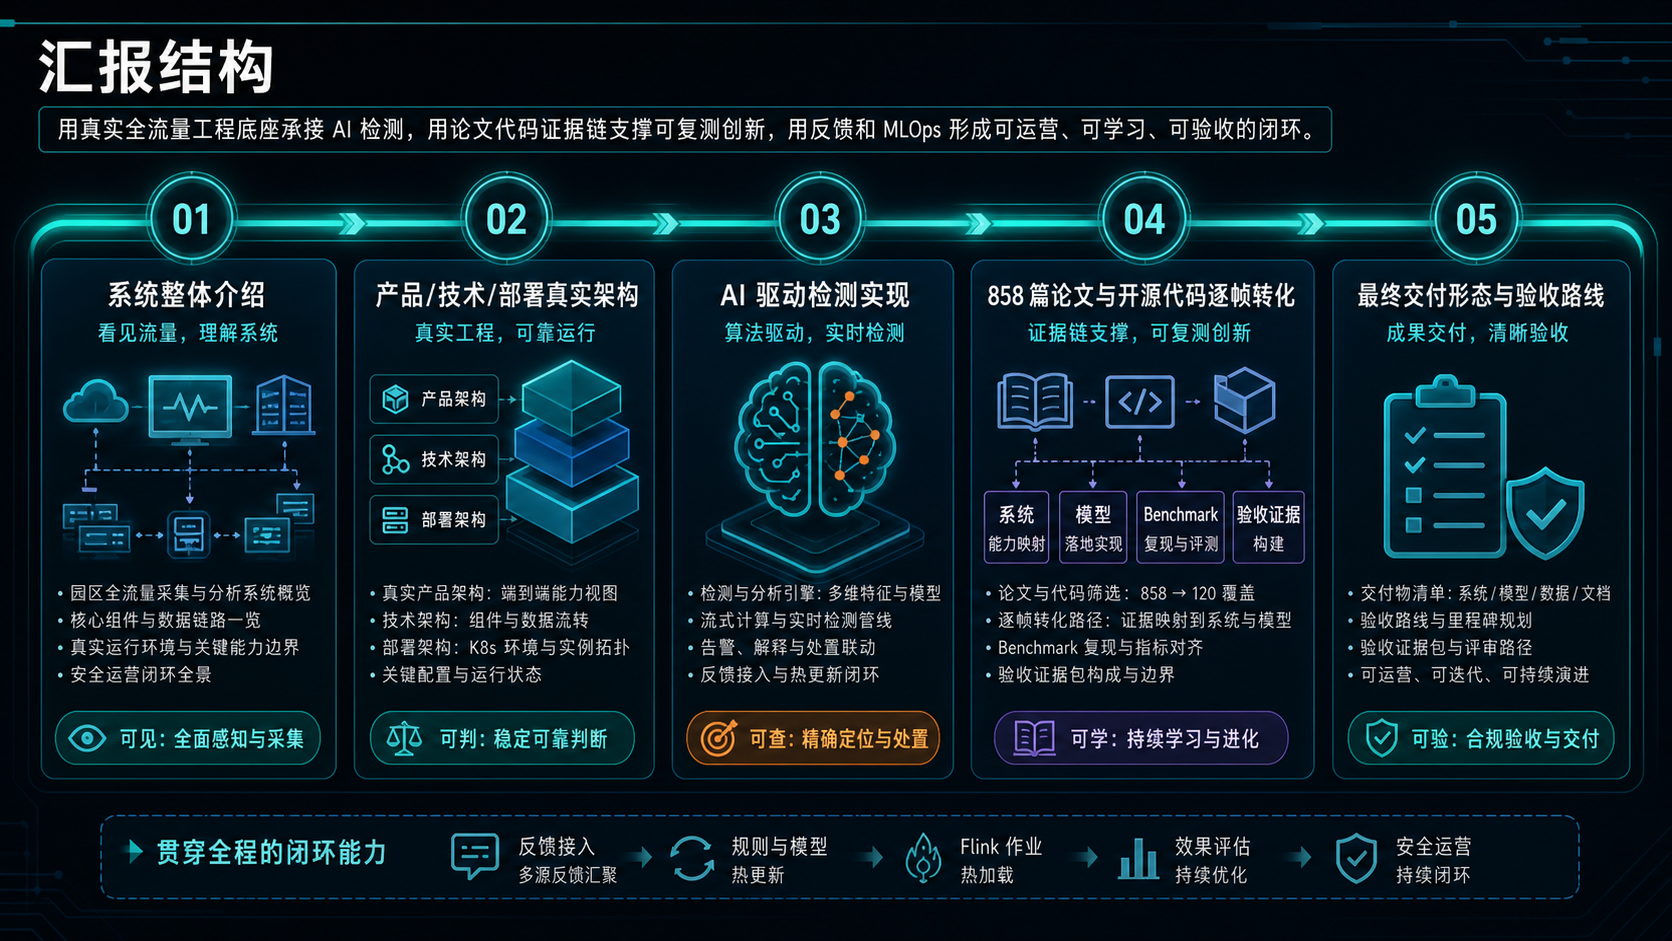 汇报结构
用真实全流量工程底座承接 AI 检测，用论文代码证据链支撑可复测创新，用反馈和 MLOps 形成可运营、可学习、可验收的闭环。
01
系统整体介绍
看见流量，理解系统
• 园区全流量采集与分析系统概览
• 核心组件与数据链路一览
• 真实运行环境与关键能力边界
• 安全运营闭环全景
可见：全面感知与采集
02
产品/技术/部署真实架构
真实工程，可靠运行
产品架构
技术架构
部署架构
• 真实产品架构：端到端能力视图
• 技术架构：组件与数据流转
• 部署架构：K8s 环境与实例拓扑
• 关键配置与运行状态
可判：稳定可靠判断
03
AI 驱动检测实现
算法驱动，实时检测
• 检测与分析引擎：多维特征与模型
• 流式计算与实时检测管线
• 告警、解释与处置联动
• 反馈接入与热更新闭环
可查：精确定位与处置
04
858 篇论文与开源代码逐帧转化
证据链支撑，可复测创新
</>
系统
能力映射
模型
落地实现
Benchmark
复现与评测
验收证据
构建
• 论文与代码筛选：858 → 120 覆盖
• 逐帧转化路径：证据映射到系统与模型
• Benchmark 复现与指标对齐
• 验收证据包构成与边界
可学：持续学习与进化
05
最终交付形态与验收路线
成果交付，清晰验收
• 交付物清单：系统/模型/数据/文档
• 验收路线与里程碑规划
• 验收证据包与评审路径
• 可运营、可迭代、可持续演进
可验：合规验收与交付
贯穿全程的闭环能力
反馈接入
多源反馈汇聚
规则与模型
热更新
Flink 作业
热加载
效果评估
持续优化
安全运营
持续闭环